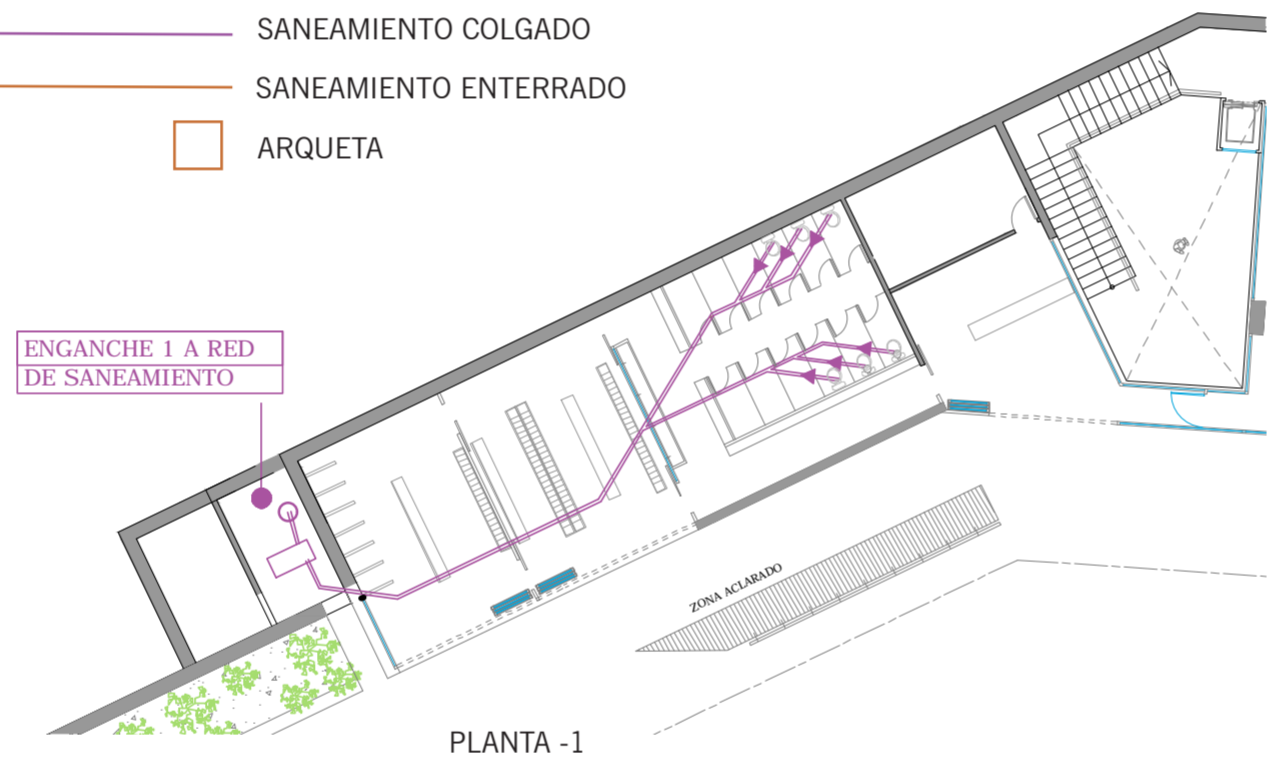 SANEAMIENTO COLGADO
SANEAMIENTO ENTERRADO
ARQUETA
ENGANCHE 1 A RED
DE SANEAMIENTO
ZONA ACLARADO
PLANTA -1